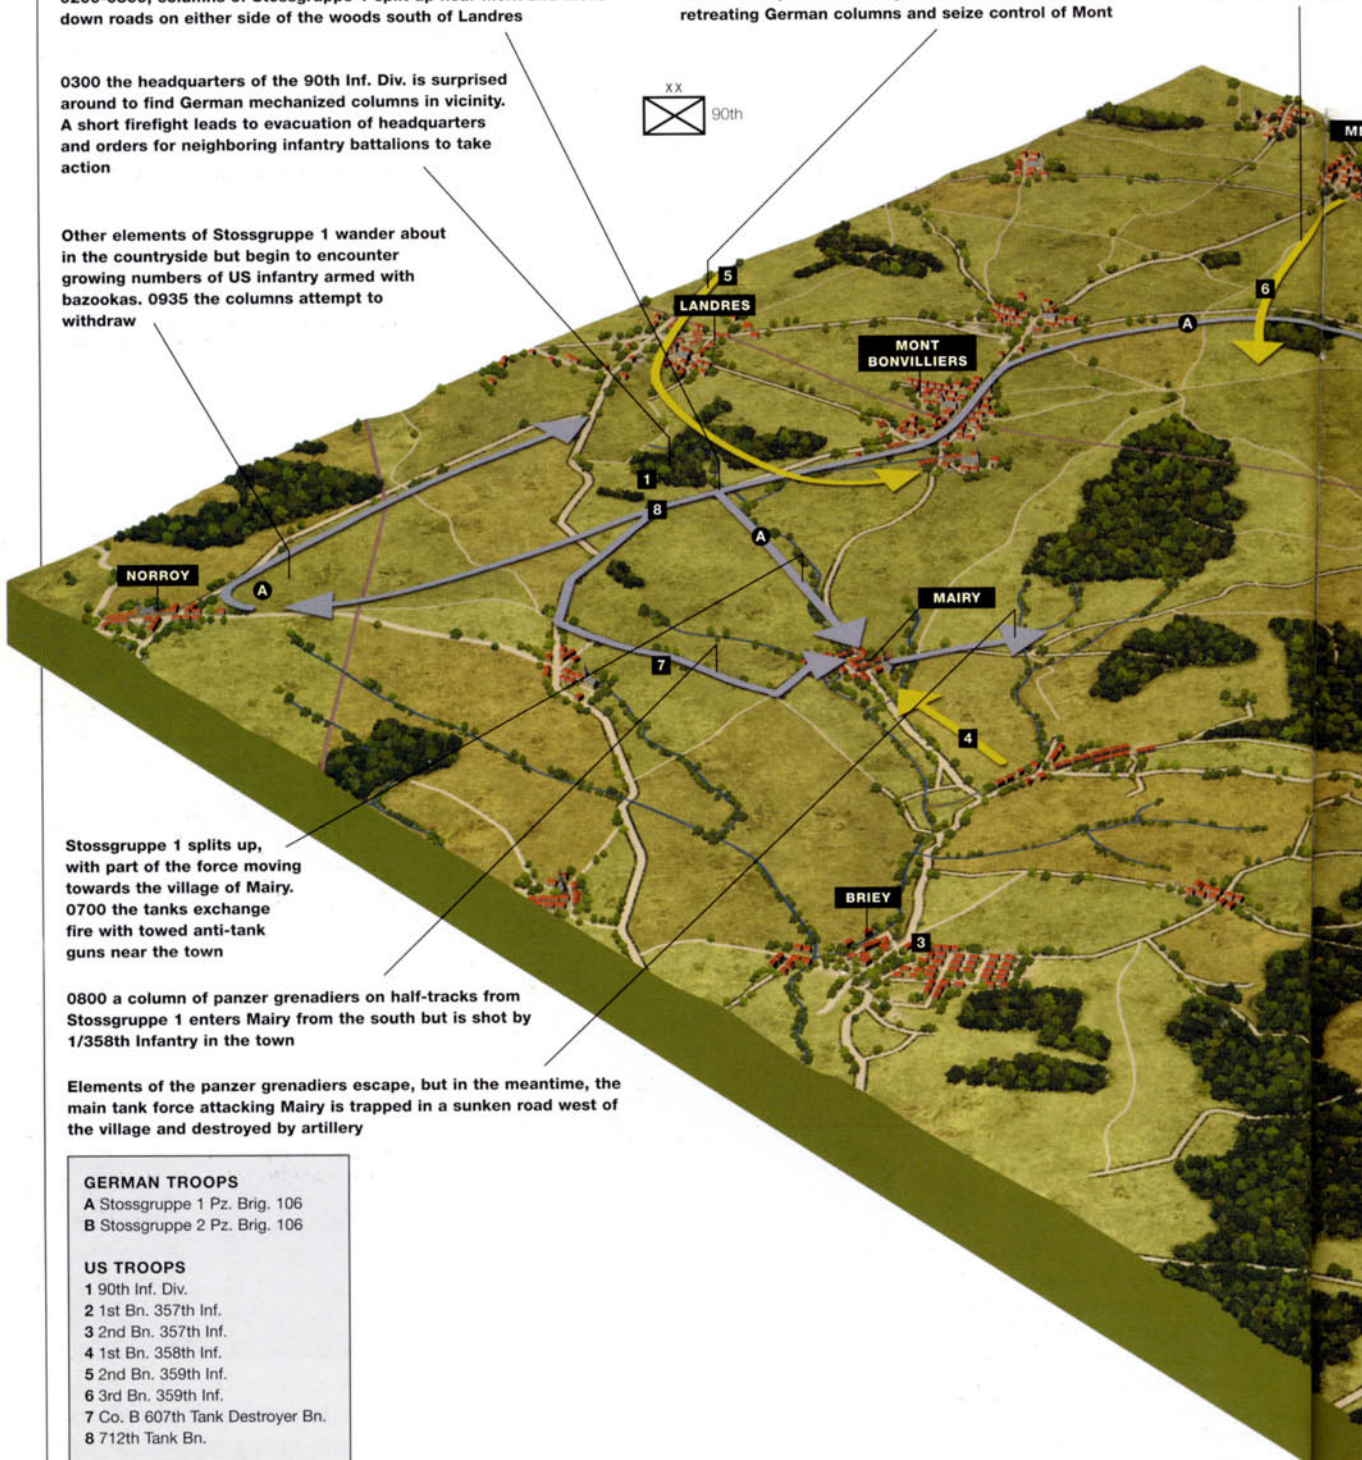 down roads on either side of the woods south of Landres
retreating German columns and seize control of Mont
0300 the headquarters of the 90th Inf. Div. is surprised
around to find German mechanized columns in vicinity.
A short firefight leads to evacuation of headquarters
and orders for neighboring infantry battalions to take
action
XX
90th
Other elements of Stossgruppe 1 wander about
in the countryside but begin to encounter
growing numbers of US infantry armed with
bazookas. 0935 the columns attempt to
withdraw
5
LANDRES
6
A
MONT
BONVILLIERS
1
8
A
NORROY
A
MAIRY
7
4
Stossgruppe 1 splits up,
with part of the force moving
towards the village of Mairy.
0700 the tanks exchange
fire with towed anti-tank
guns near the town
BRIEY
3
0800 a column of panzer grenadiers on half-tracks from
Stossgruppe 1 enters Mairy from the south but is shot by
1/358th Infantry in the town
Elements of the panzer grenadiers escape, but in the meantime, the
main tank force attacking Mairy is trapped in a sunken road west of
the village and destroyed by artillery
GERMAN TROOPS
A Stossgruppe 1 Pz. Brig. 106
B Stossgruppe 2 Pz. Brig. 106
US TROOPS
1 90th Inf. Div.
2 1st Bn. 357th Inf.
3 2nd Bn. 357th Inf.
4 1st Bn. 358th Inf.
5 2nd Bn. 359th Inf.
6 3rd Bn. 359th Inf.
7 Co. B 607th Tank Destroyer Bn.
8 712th Tank Bn.